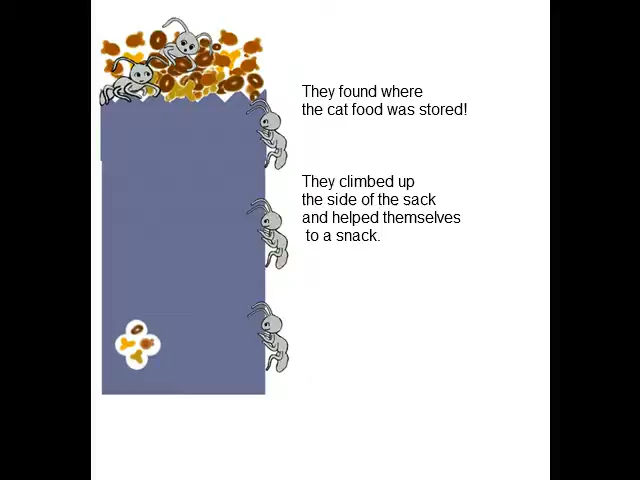 They found where
the cat food was stored!
They climbed up
the side of the sack
and helped themselves
to a snack.